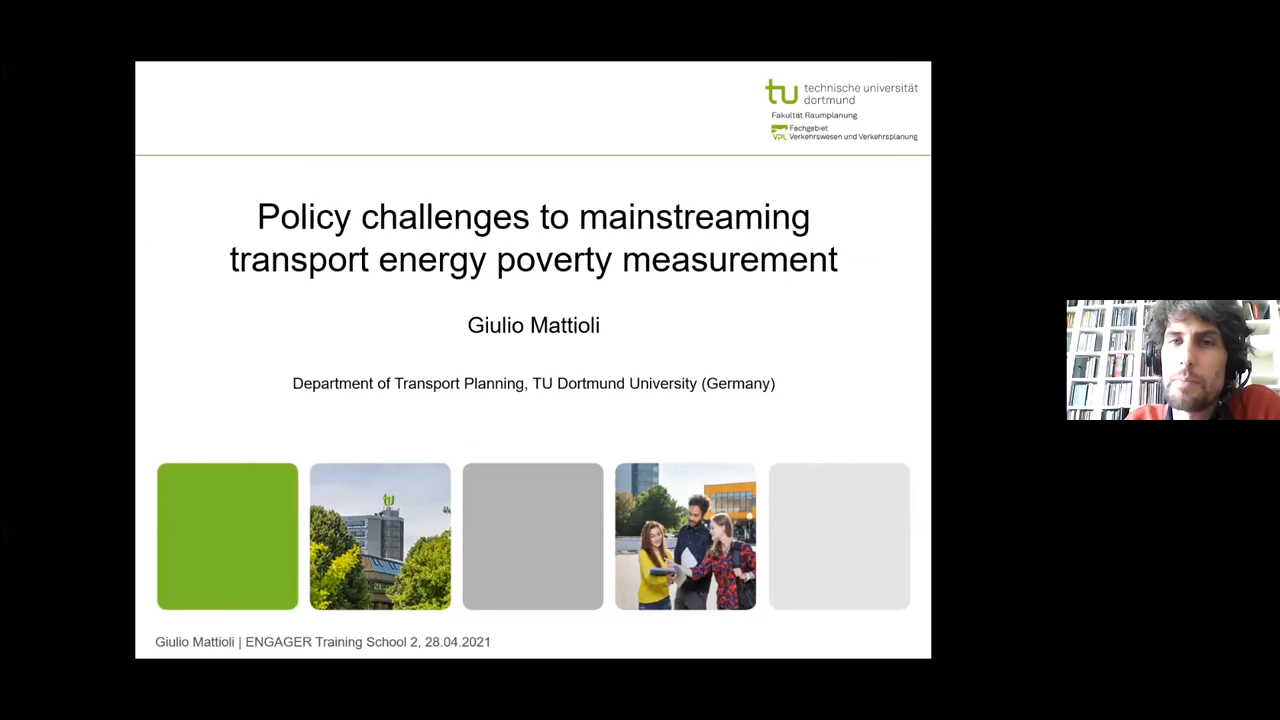 tu technische universität
dortmund
Fakultät Raumplanung
VPL Fachgebiet
Verkehrswesen und Verkehrsplanung
Policy challenges to mainstreaming
transport energy poverty measurement
Giulio Mattioli
Department of Transport Planning, TU Dortmund University (Germany)
tu
Giulio Mattioli | ENGAGER Training School 2, 28.04.2021